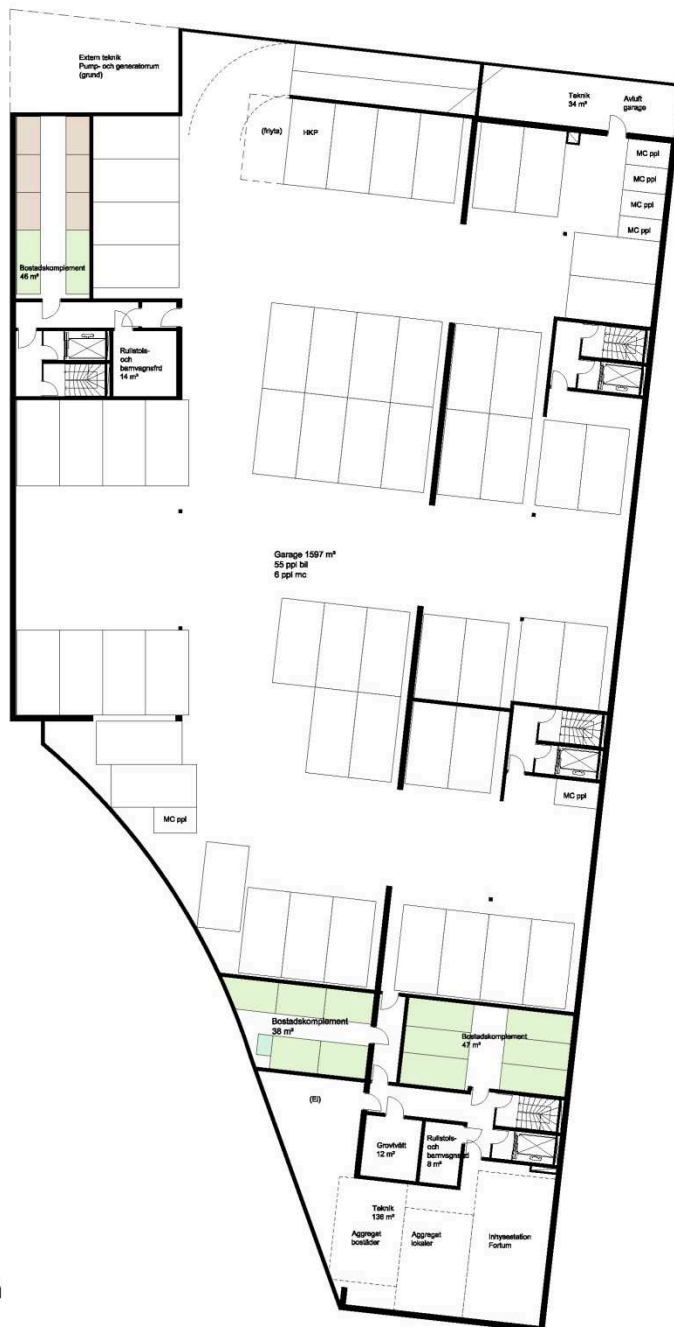 Extern teknik
Pump- och generatorrum
(grund)
Teknik
34 m²
Avluft
garage
(friyta)
HKP
MC ppl
MC ppl
MC ppl
MC ppl
Bostadskomplement
46 m²
Rullstols-
och
barnvagnsfrd
14 m²
Garage 1597 m²
55 ppl bil
6 ppl mc
MC ppl
MC ppl
Bostadskomplement
38 m²
Bostadskomplement
47 m²
(El)
Grovtvätt
12 m²
Rullstols-
och
barnvagnsfrd
8 m²
Teknik
136 m²
Aggregat
bostäder
Aggregat
lokaler
Inhysestation
Fortum